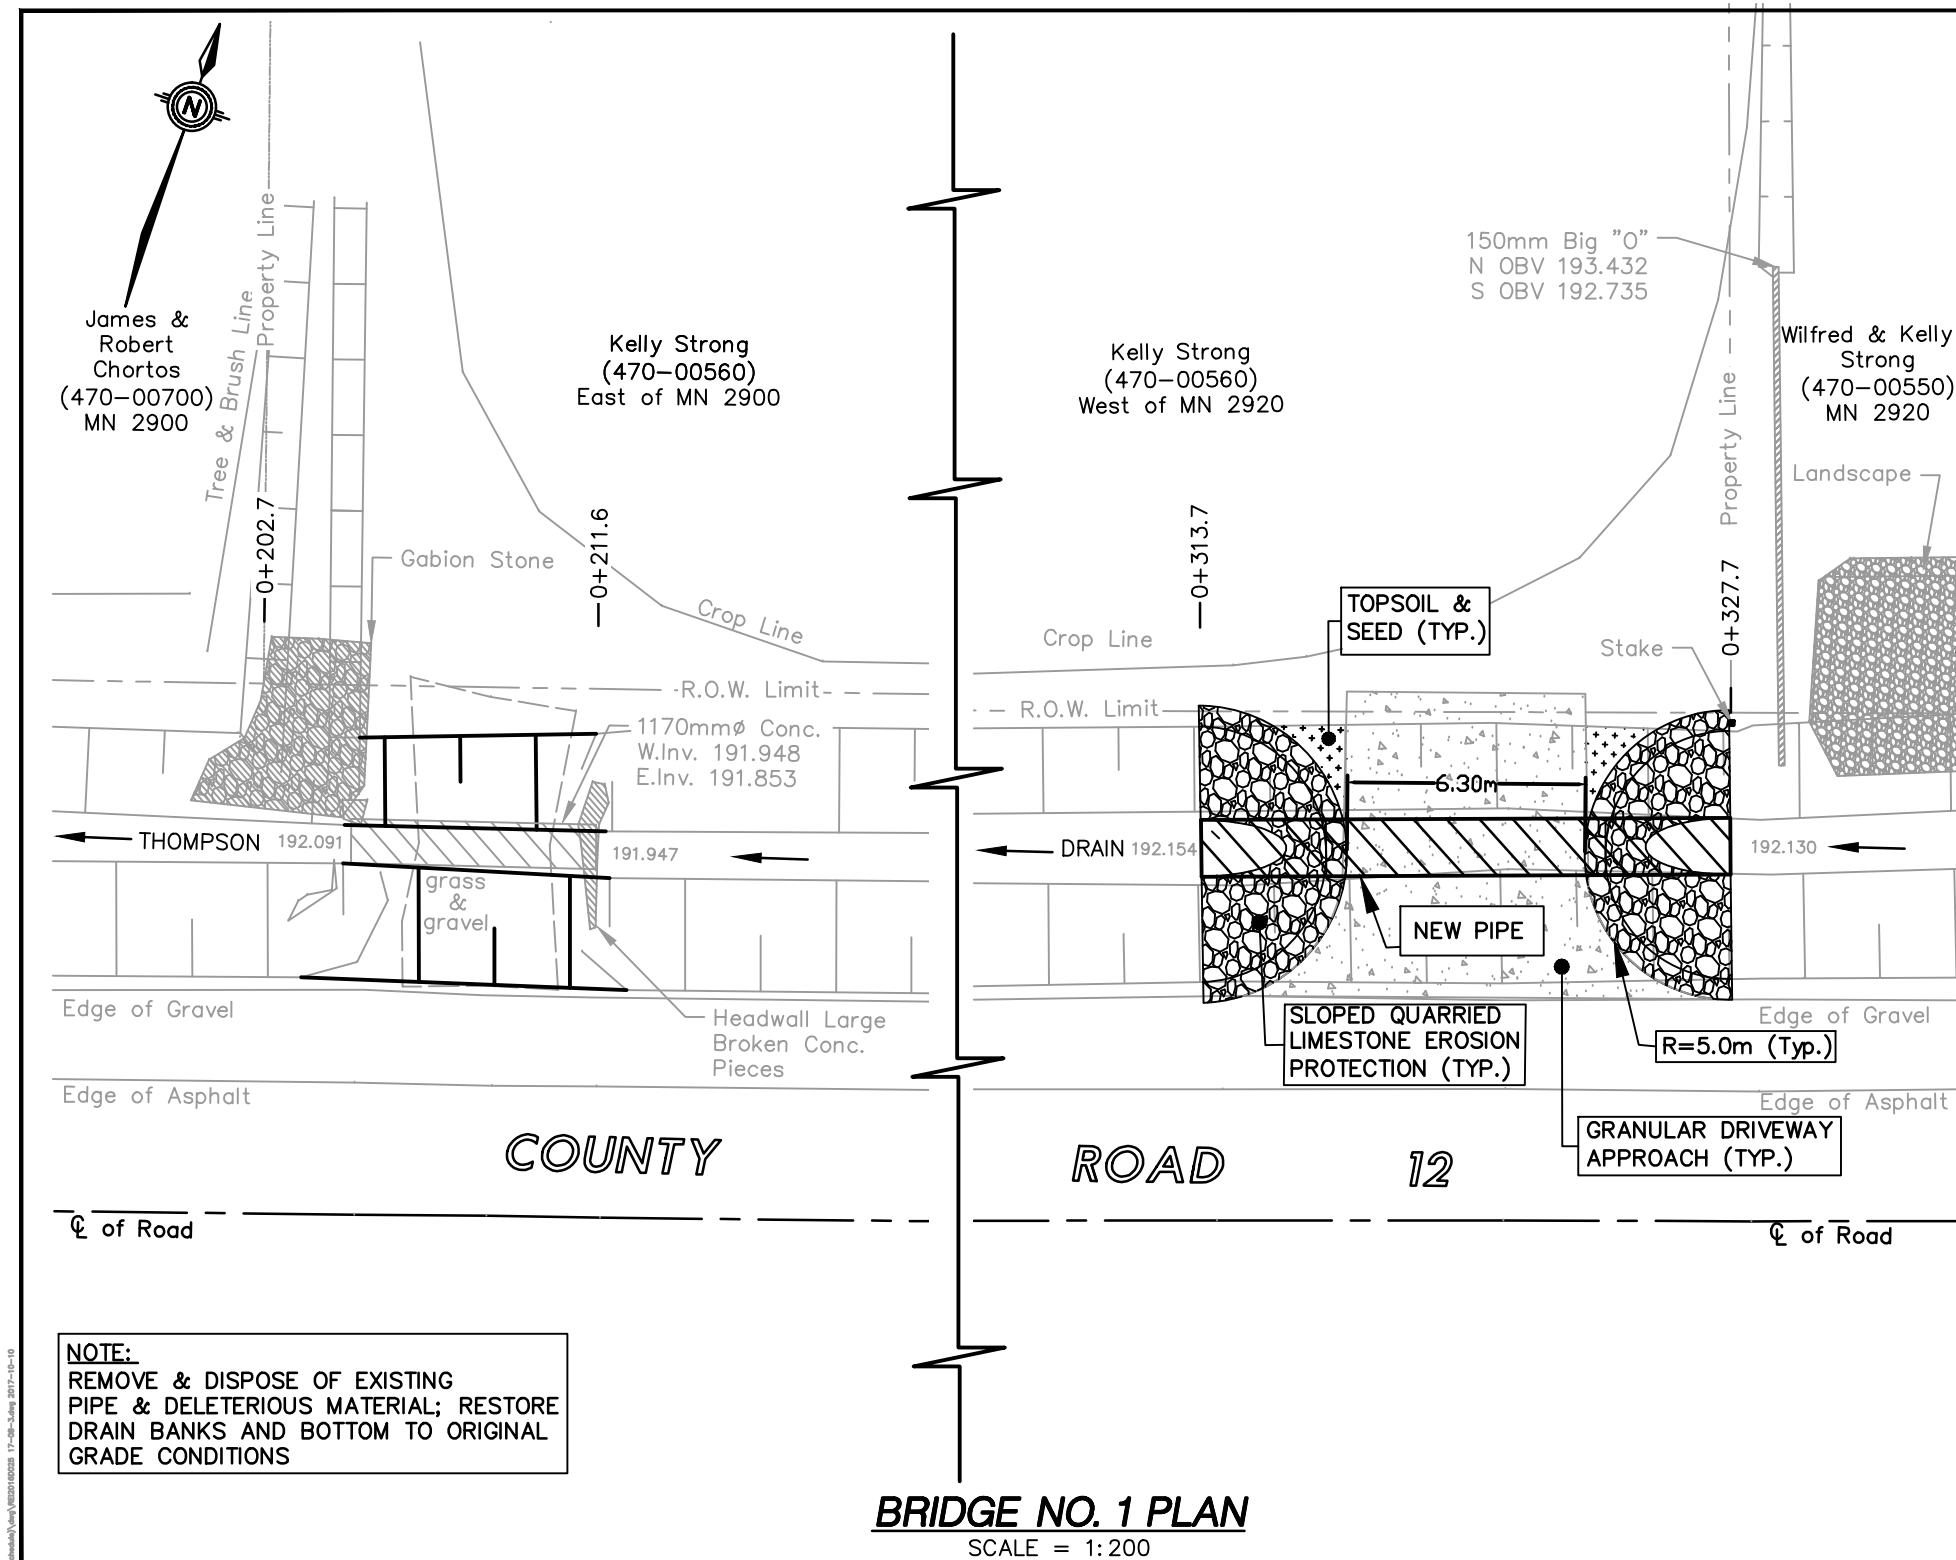 N
James &
Robert
Chortos
(470-00700)
MN 2900
Tree & Brush Line
Property Line
0+202.7
Kelly Strong
(470-00560)
East of MN 2900
Gabion Stone
0+211.6
Crop Line
R.O.W. Limit
1170mmø Conc.
W.Inv. 191.948
E.Inv. 191.853
THOMPSON
192.091
191.947
grass
&
gravel
Edge of Gravel
Headwall Large
Broken Conc.
Pieces
Edge of Asphalt
Kelly Strong
(470-00560)
West of MN 2920
150mm Big "O"
N OBV 193.432
S OBV 192.735
Wilfred & Kelly
Strong
(470-00550)
MN 2920
Property Line
Landscape
0+313.7
0+327.7
TOPSOIL &
SEED (TYP.)
Stake
Crop Line
R.O.W. Limit
6.30m
DRAIN
192.154
192.130
NEW PIPE
SLOPED QUARRIED
LIMESTONE EROSION
PROTECTION (TYP.)
R=5.0m (Typ.)
Edge of Gravel
Edge of Asphalt
GRANULAR DRIVEWAY
APPROACH (TYP.)
COUNTY ROAD 12
℄ of Road
℄ of Road
NOTE:
REMOVE & DISPOSE OF EXISTING
PIPE & DELETERIOUS MATERIAL; RESTORE
DRAIN BANKS AND BOTTOM TO ORIGINAL
GRADE CONDITIONS
BRIDGE NO. 1 PLAN
SCALE = 1:200